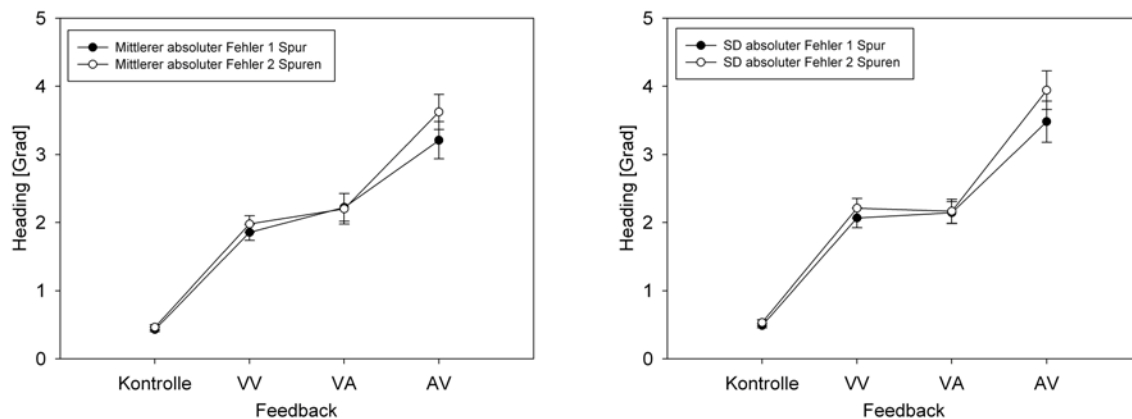 5
4
3
2
1
0
Heading [Grad]
Mittlerer absoluter Fehler 1 Spur
Mittlerer absoluter Fehler 2 Spuren
Kontrolle VV VA AV
Feedback
5
4
3
2
1
0
Heading [Grad]
SD absoluter Fehler 1 Spur
SD absoluter Fehler 2 Spuren
Kontrolle VV VA AV
Feedback